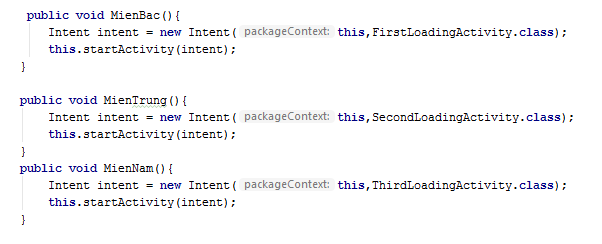 public void MienBac(){
Intent intent = new Intent( packageContext: this,FirstLoadingActivity.class);
this.startActivity(intent);
}
public void MienTrung(){
Intent intent = new Intent( packageContext: this,SecondLoadingActivity.class);
this.startActivity(intent);
}
public void MienNam(){
Intent intent = new Intent( packageContext: this,ThirdLoadingActivity.class);
this.startActivity(intent);
}